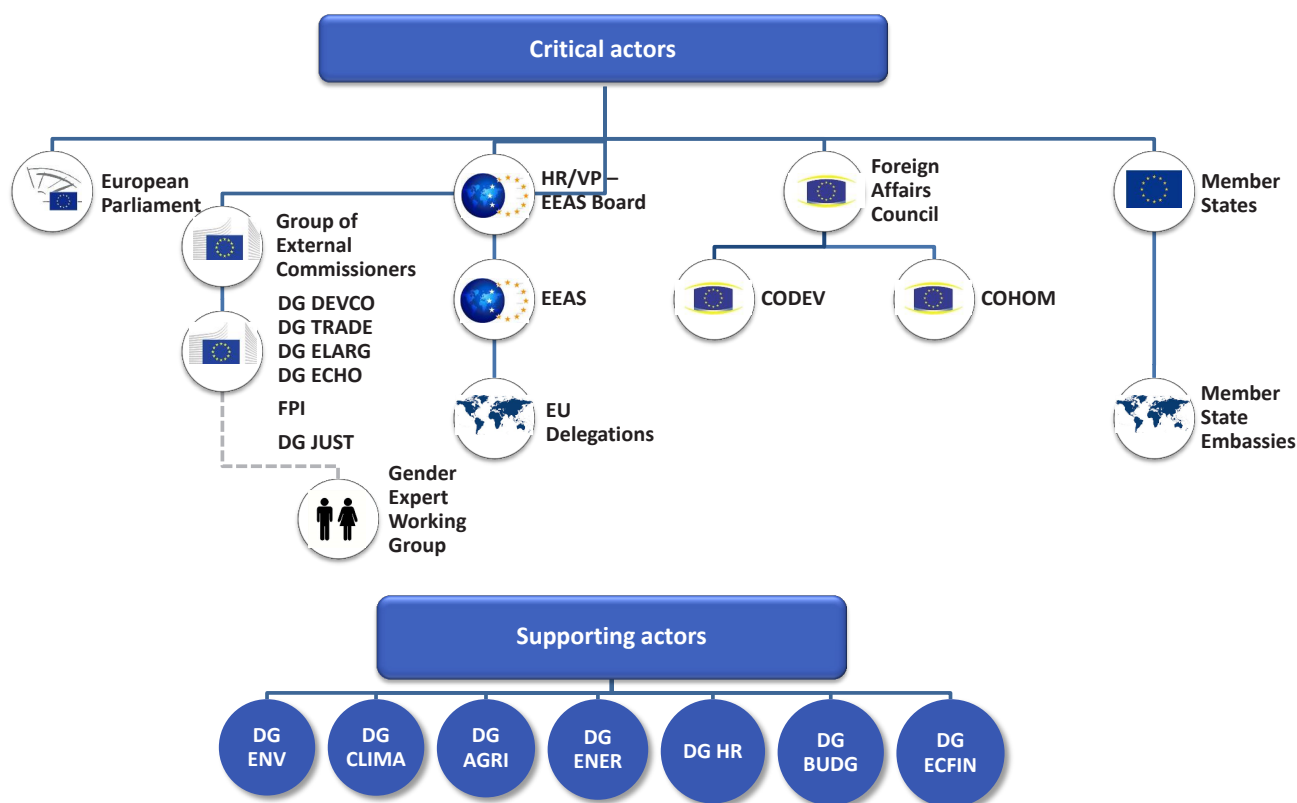 Critical actors
European
Parliament
Group of
External
Commissioners
DG DEVCO
DG TRADE
DG ELARG
DG ECHO
FPI
DG JUST
Gender
Expert
Working
Group
HR/VP –
EEAS Board
EEAS
EU
Delegations
Foreign
Affairs
Council
CODEV
COHOM
Member
States
Member
State
Embassies
Supporting actors
DG
ENV
DG
CLIMA
DG
AGRI
DG
ENER
DG HR
DG
BUDG
DG
ECFIN